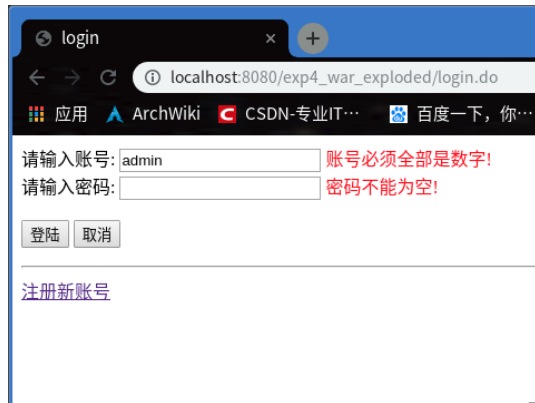 login × +
localhost:8080/exp4_war_exploded/login.do
应用 ArchWiki C CSDN-专业IT… 百度一下，你…
请输入账号: admin 账号必须全部是数字!
请输入密码: 密码不能为空!
登陆 取消
注册新账号